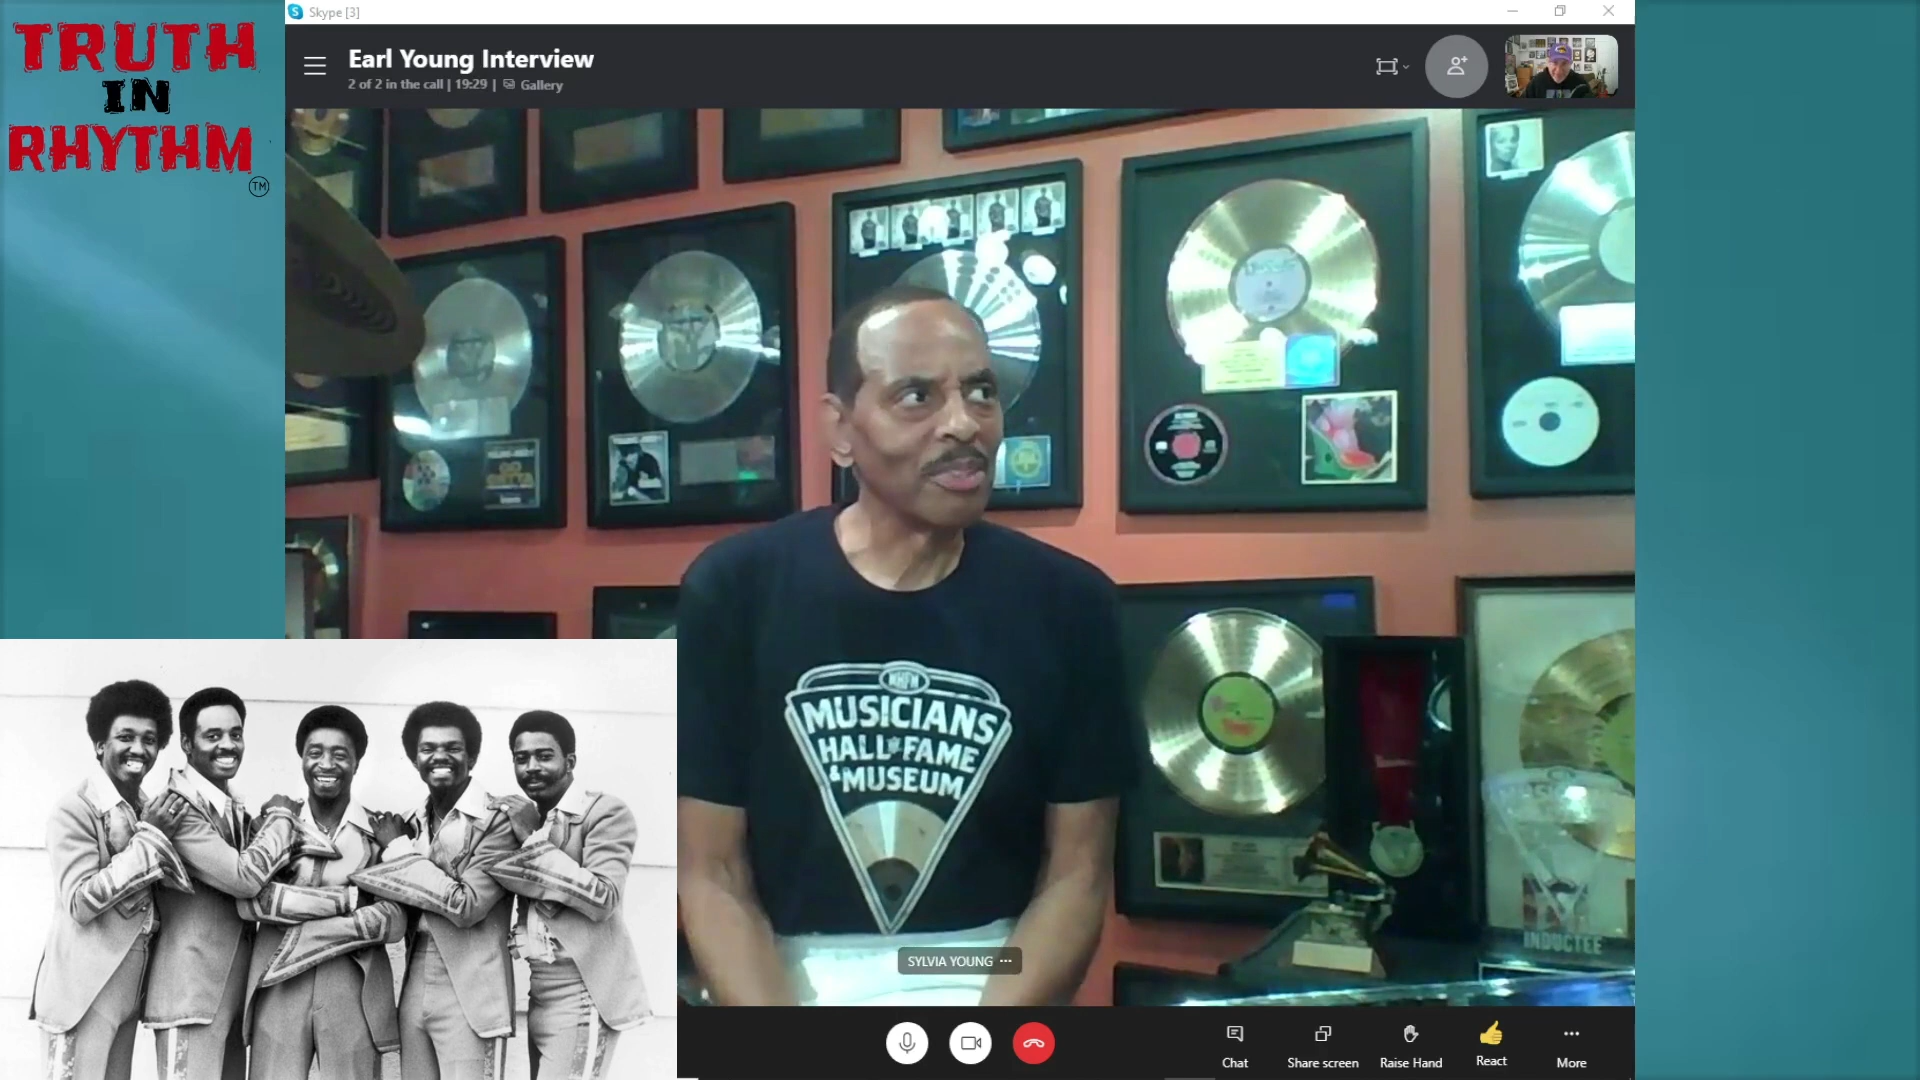 TRUTH
IN
RHYTHM
TM
Skype [3]
Earl Young Interview
2 of 2 in the call | 19:29 | Gallery
MHFM
MUSICIANS
HALL OF FAME
& MUSEUM
INDUCTEE
SYLVIA YOUNG ...
Chat
Share screen
Raise Hand
React
More